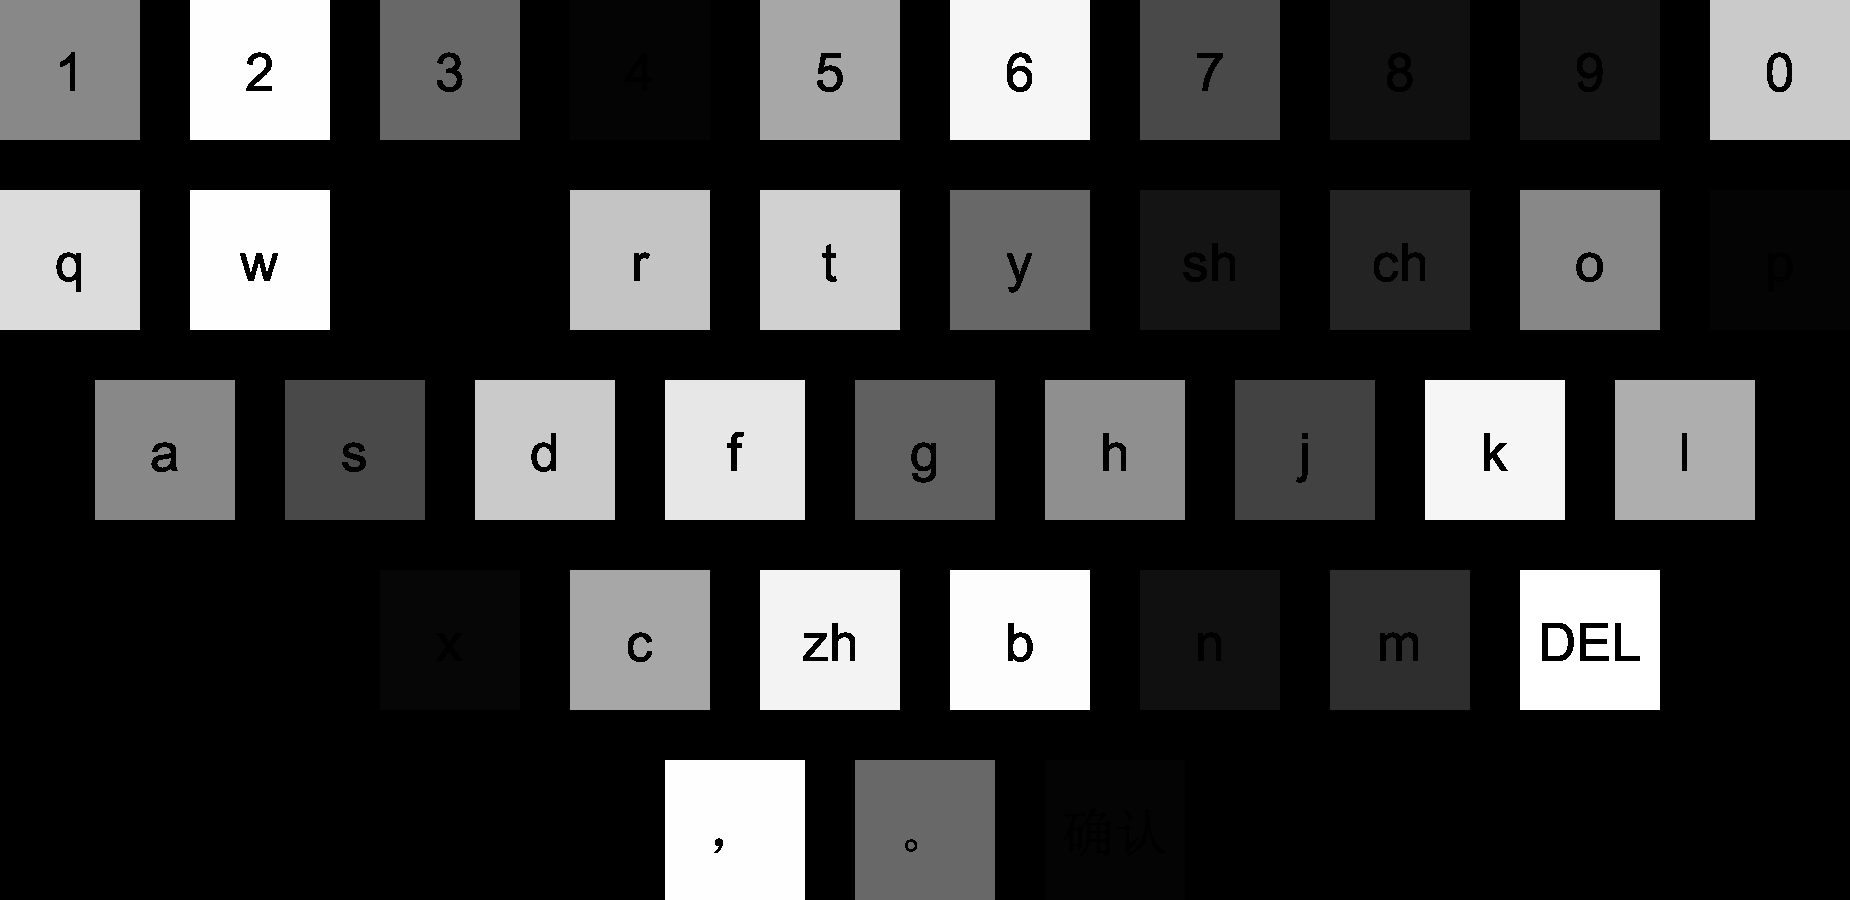 1 2 3 4 5 6 7 8 9 0
q w r t y sh ch o p
a s d f g h j k l
x c zh b n m DEL
， 。 确认